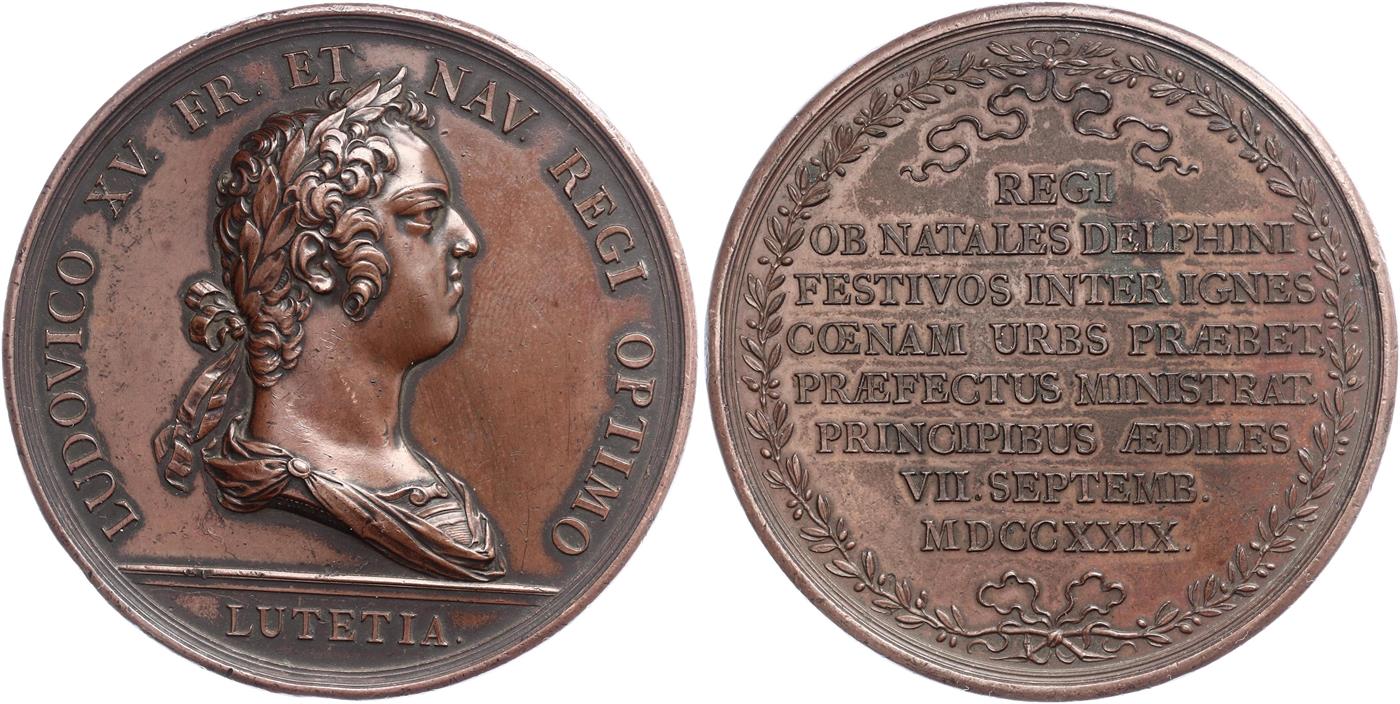 LUDOVICO XV. FR. ET NAV. REGI OPTIMO
LUTETIA.
REGI
OB NATALES DELPHINI
FESTIVOS INTER IGNES
CŒNAM URBS PRÆBET,
PRÆFECTUS MINISTRAT,
PRINCIPIBUS ÆDILES
VII. SEPTEMB.
MDCCXXIX.